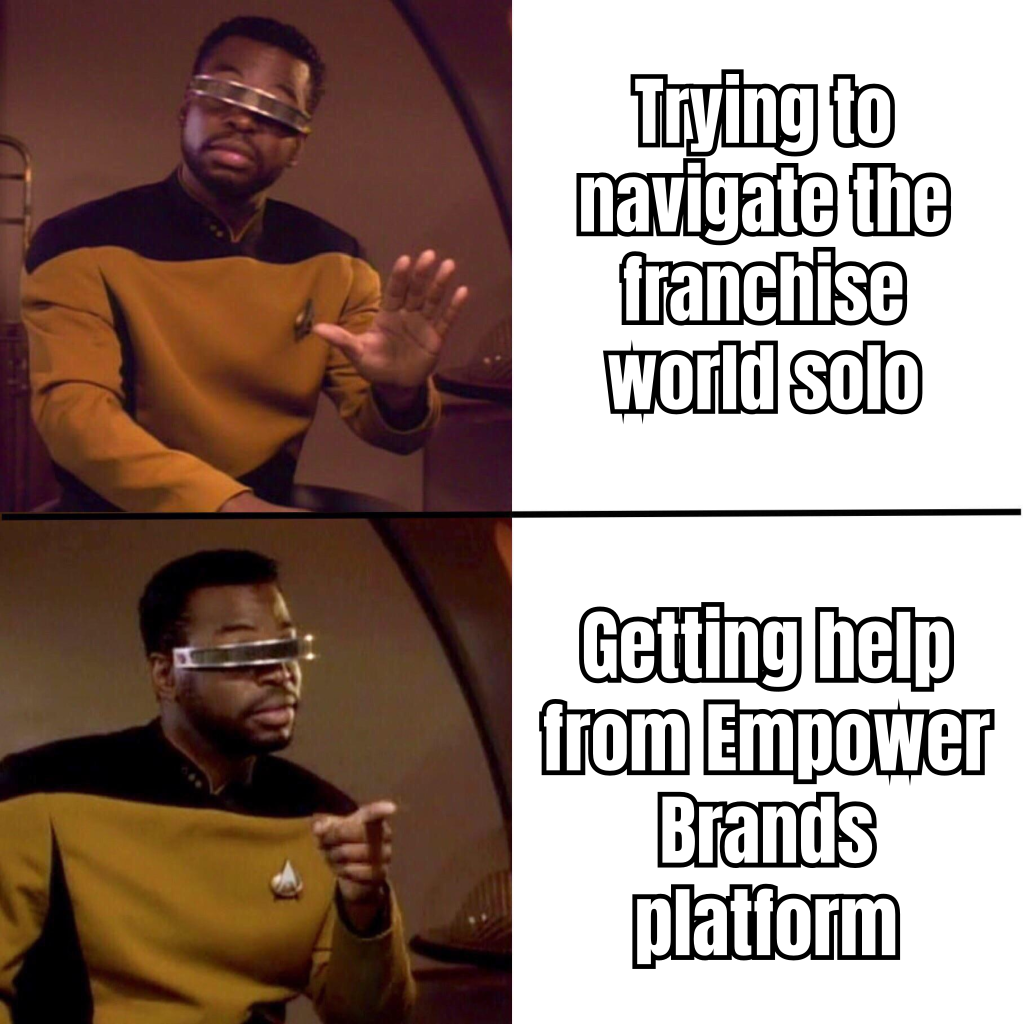 Trying to
navigate the
franchise
world solo
Getting help
from Empower
Brands
platform